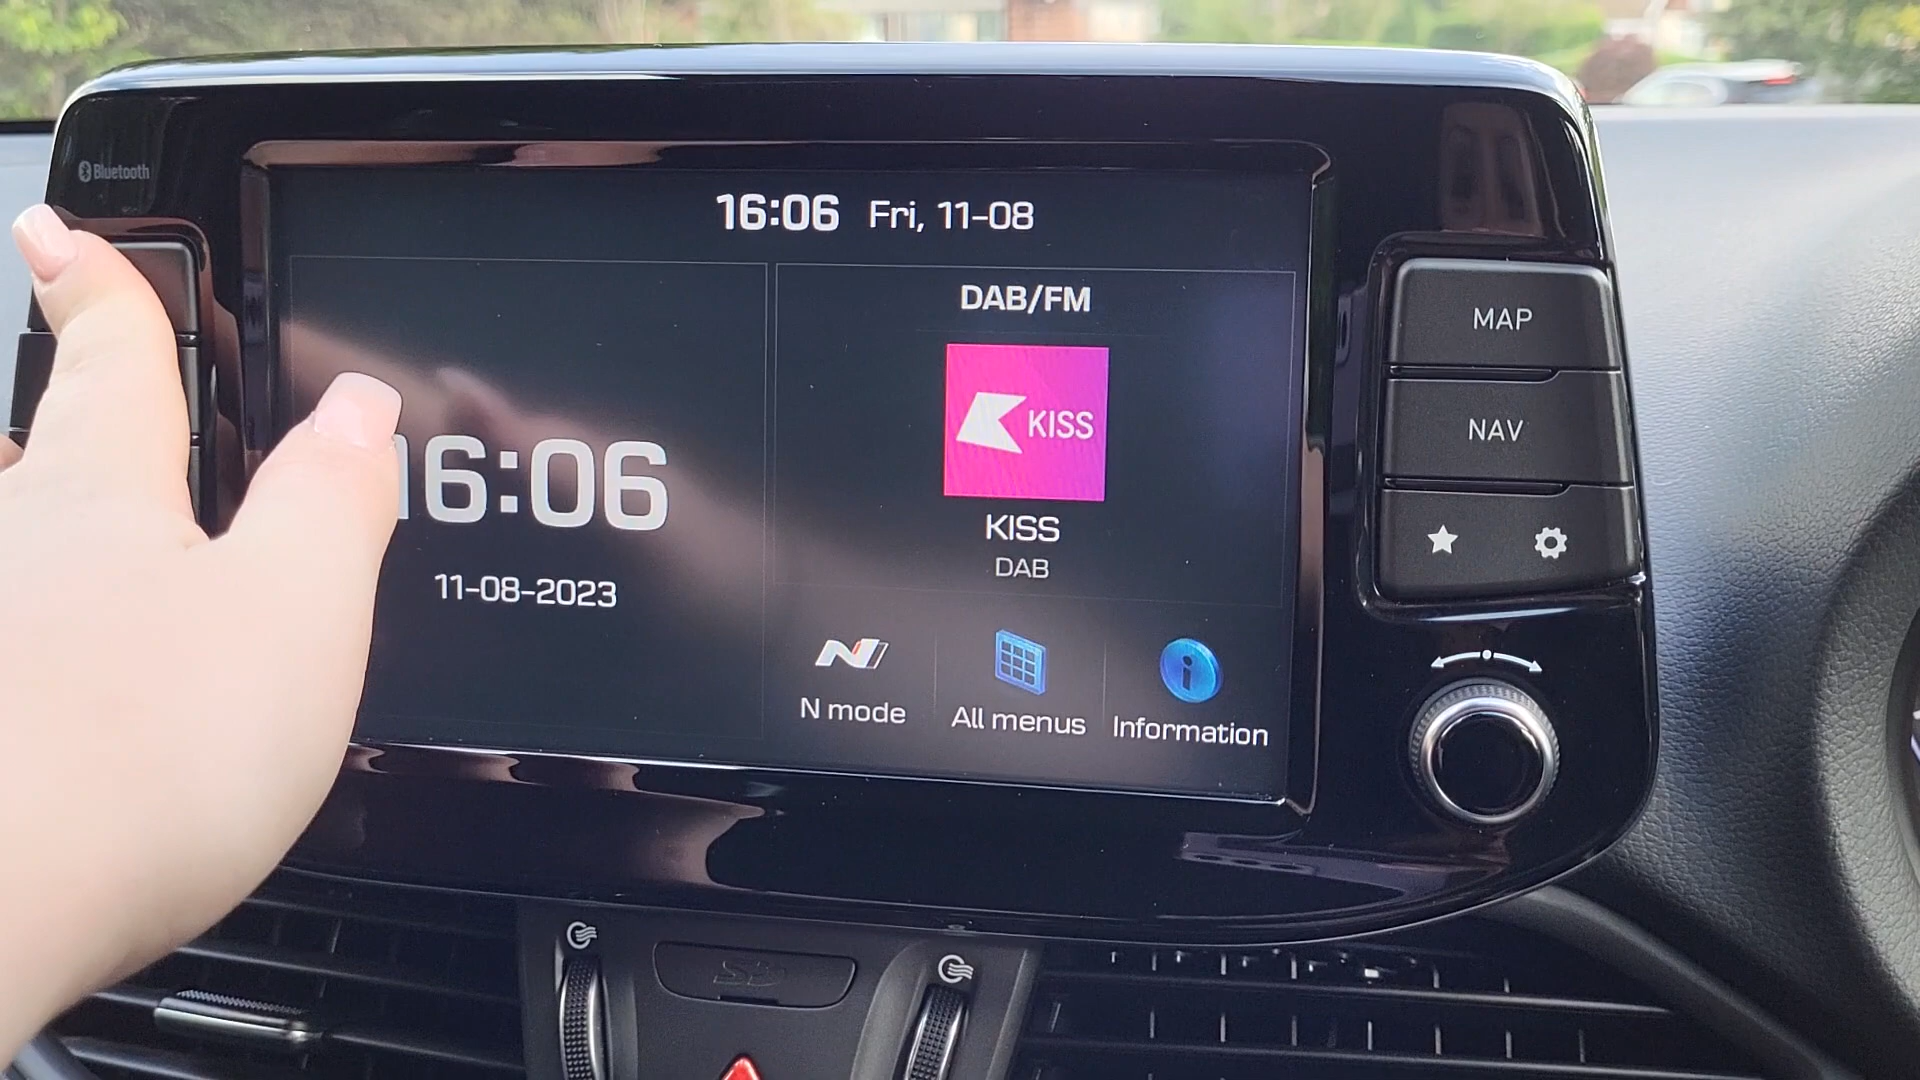 Bluetooth
16:06 Fri, 11-08
16:06
11-08-2023
DAB/FM
KISS
KISS
DAB
N mode
All menus
Information
MAP
NAV
SD